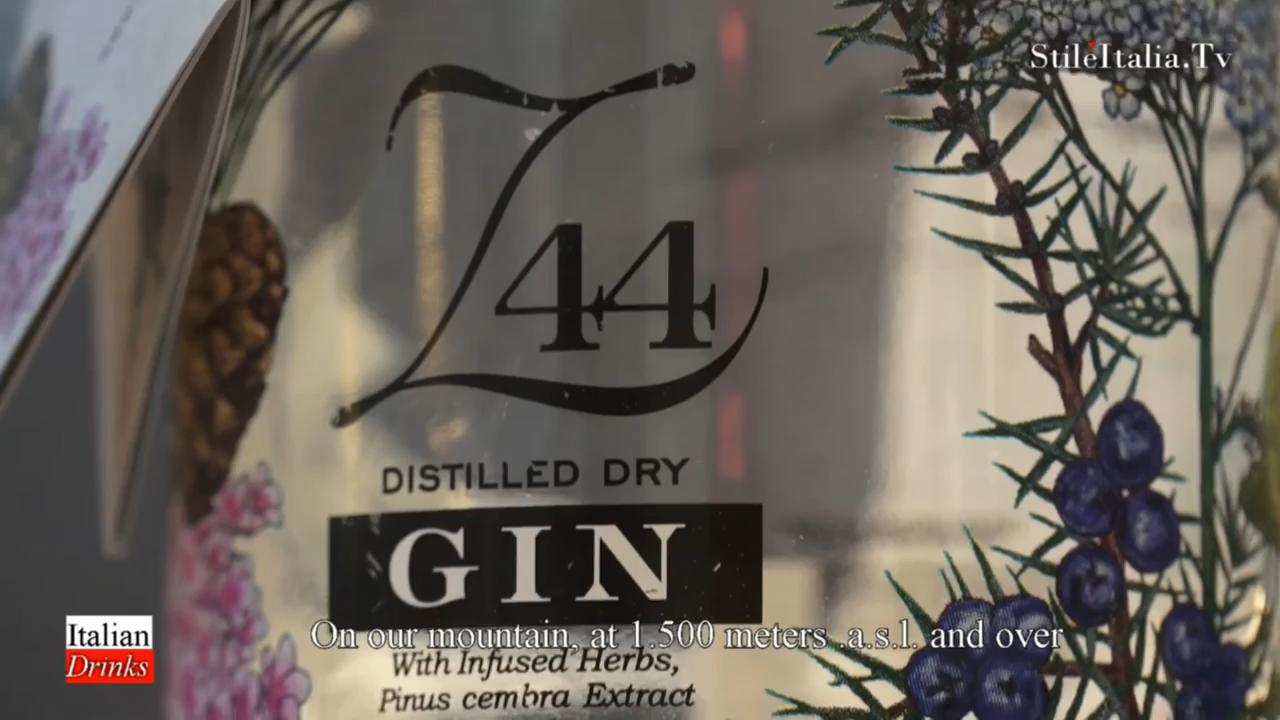 StileItalia.Tv
Z44
DISTILLED DRY
GIN
On our mountain, at 1.500 meters .a.s.l. and over
With Infused Herbs,
Pinus cembra Extract
Italian
Drinks